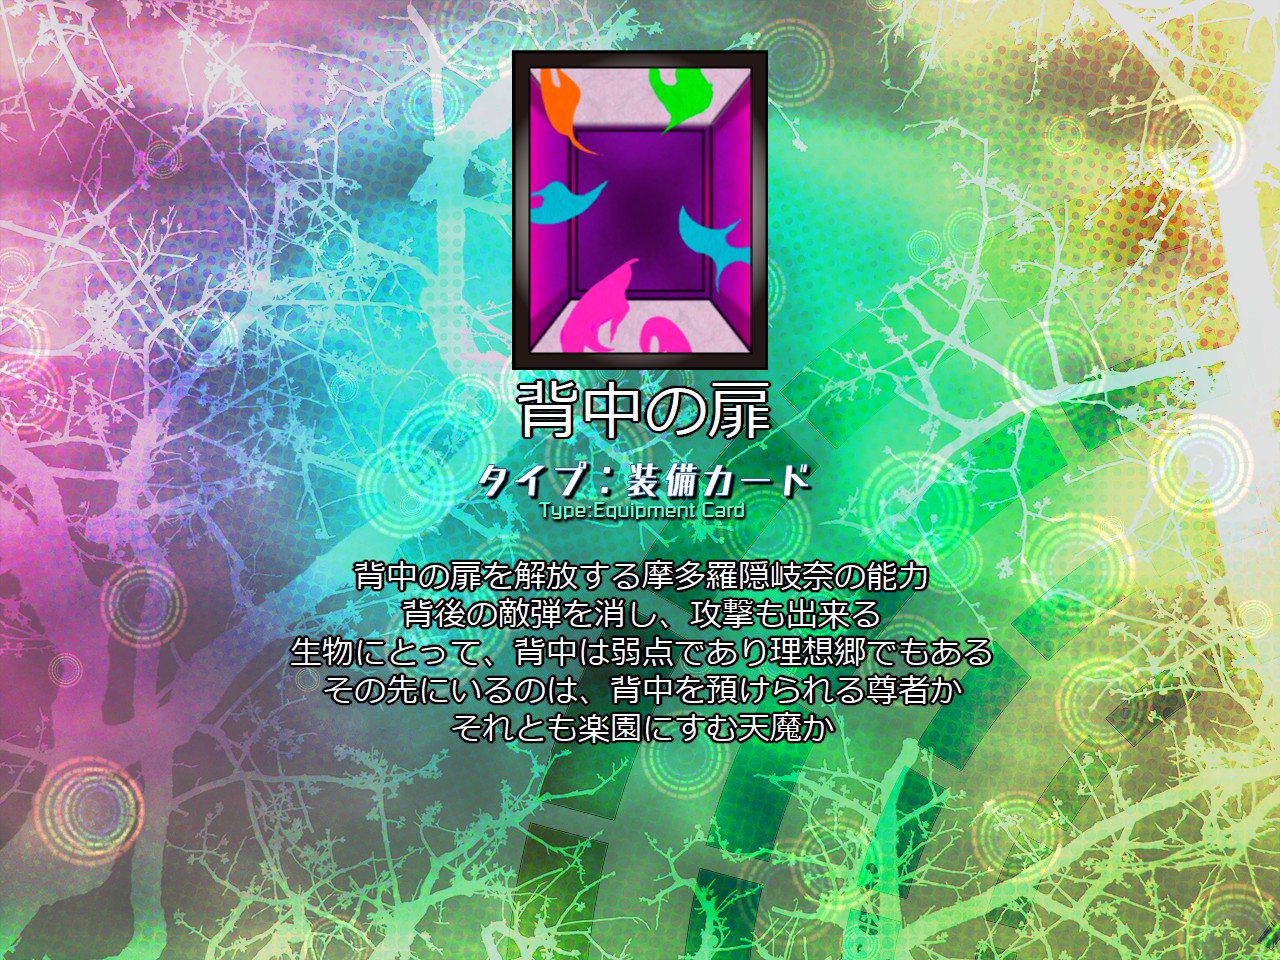 背中の扉
タイプ：装備カード
Type:Equipment Card
背中の扉を解放する摩多羅隠岐奈の能力
背後の敵弾を消し、攻撃も出来る
生物にとって、背中は弱点であり理想郷でもある
その先にいるのは、背中を預けられる尊者か
それとも楽園にすむ天魔か